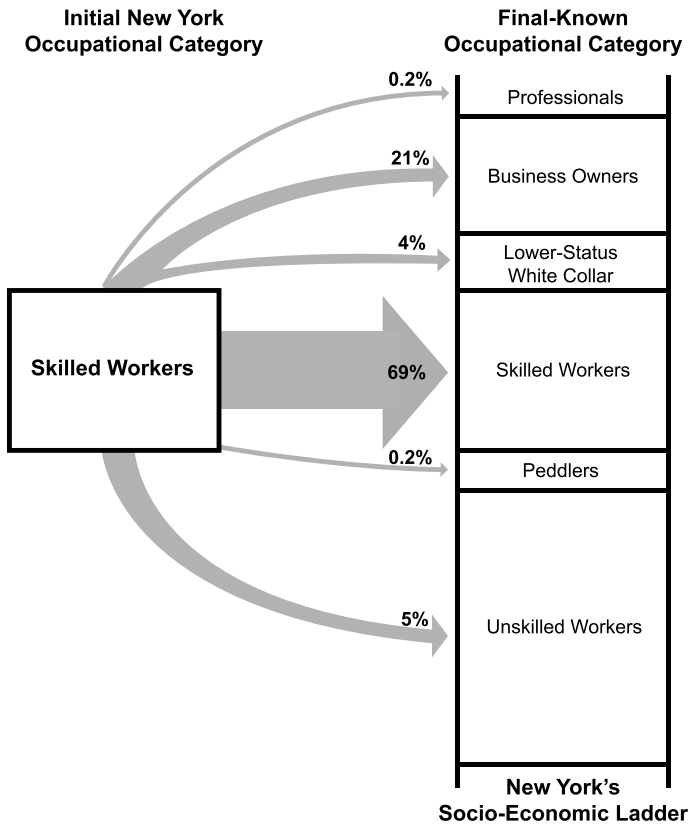 Initial New York
Occupational Category
Final-Known
Occupational Category
0.2%
Professionals
21%
Business Owners
4%
Lower-Status
White Collar
Skilled Workers
69%
Skilled Workers
0.2%
Peddlers
5%
Unskilled Workers
New York’s
Socio-Economic Ladder